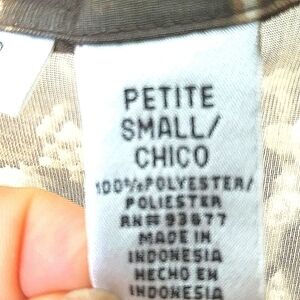 PETITE
SMALL/
CHICO
100% POLYESTER/
POLIESTER
RN# 93677
MADE IN
INDONESIA
HECHO EN
INDONESIA